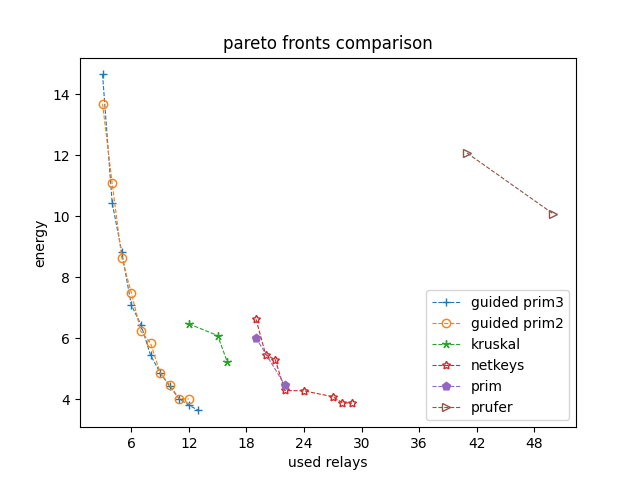 pareto fronts comparison
14
12
10
8
6
4
energy
6
12
18
24
30
36
42
48
used relays
guided prim3
guided prim2
kruskal
netkeys
prim
prufer